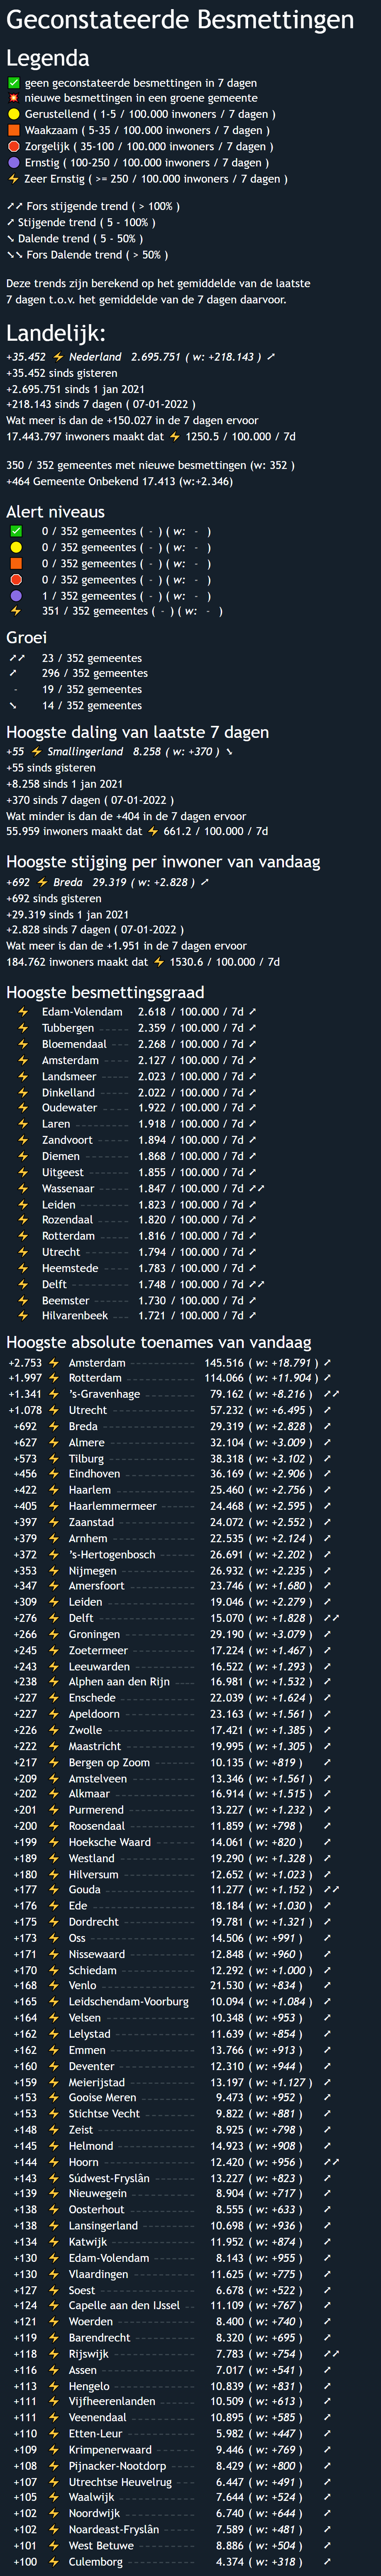 Geconstateerde Besmettingen
Legenda
✅ geen geconstateerde besmettingen in 7 dagen
💥 nieuwe besmettingen in een groene gemeente
🟡 Gerustellend ( 1-5 / 100.000 inwoners / 7 dagen )
🟧 Waakzaam ( 5-35 / 100.000 inwoners / 7 dagen )
🔴 Zorgelijk ( 35-100 / 100.000 inwoners / 7 dagen )
🟣 Ernstig ( 100-250 / 100.000 inwoners / 7 dagen )
⚡ Zeer Ernstig ( >= 250 / 100.000 inwoners / 7 dagen )
➚➚ Fors stijgende trend ( > 100% )
➚ Stijgende trend ( 5 - 100% )
➘ Dalende trend ( 5 - 50% )
➘➘ Fors Dalende trend ( > 50% )
Deze trends zijn berekend op het gemiddelde van de laatste
7 dagen t.o.v. het gemiddelde van de 7 dagen daarvoor.
Landelijk:
+35.452 ⚡ Nederland 2.695.751 ( w: +218.143 ) ➚
+35.452 sinds gisteren
+2.695.751 sinds 1 jan 2021
+218.143 sinds 7 dagen ( 07-01-2022 )
Wat meer is dan de +150.027 in de 7 dagen ervoor
17.443.797 inwoners maakt dat ⚡ 1250.5 / 100.000 / 7d
350 / 352 gemeentes met nieuwe besmettingen (w: 352 )
+464 Gemeente Onbekend 17.413 (w:+2.346)
Alert niveaus
✅ 0 / 352 gemeentes ( - ) ( w: - )
🟡 0 / 352 gemeentes ( - ) ( w: - )
🟧 0 / 352 gemeentes ( - ) ( w: - )
🔴 0 / 352 gemeentes ( - ) ( w: - )
🟣 1 / 352 gemeentes ( - ) ( w: - )
⚡ 351 / 352 gemeentes ( - ) ( w: - )
Groei
➚➚ 23 / 352 gemeentes
➚ 296 / 352 gemeentes
- 19 / 352 gemeentes
➘ 14 / 352 gemeentes
Hoogste daling van laatste 7 dagen
+55 ⚡ Smallingerland 8.258 ( w: +370 ) ➘
+55 sinds gisteren
+8.258 sinds 1 jan 2021
+370 sinds 7 dagen ( 07-01-2022 )
Wat minder is dan de +404 in de 7 dagen ervoor
55.959 inwoners maakt dat ⚡ 661.2 / 100.000 / 7d
Hoogste stijging per inwoner van vandaag
+692 ⚡ Breda 29.319 ( w: +2.828 ) ➚
+692 sinds gisteren
+29.319 sinds 1 jan 2021
+2.828 sinds 7 dagen ( 07-01-2022 )
Wat meer is dan de +1.951 in de 7 dagen ervoor
184.762 inwoners maakt dat ⚡ 1530.6 / 100.000 / 7d
Hoogste besmettingsgraad
⚡ Edam-Volendam 2.618 / 100.000 / 7d ➚
⚡ Tubbergen ----- 2.359 / 100.000 / 7d ➚
⚡ Bloemendaal --- 2.268 / 100.000 / 7d ➚
⚡ Amsterdam ---- 2.127 / 100.000 / 7d ➚
⚡ Landsmeer ----- 2.023 / 100.000 / 7d ➚
⚡ Dinkelland ----- 2.022 / 100.000 / 7d ➚
⚡ Oudewater ---- 1.922 / 100.000 / 7d ➚
⚡ Laren --------- 1.918 / 100.000 / 7d ➚
⚡ Zandvoort ----- 1.894 / 100.000 / 7d ➚
⚡ Diemen ------- 1.868 / 100.000 / 7d ➚
⚡ Uitgeest ------- 1.855 / 100.000 / 7d ➚
⚡ Wassenaar ----- 1.847 / 100.000 / 7d ➚➚
⚡ Leiden -------- 1.823 / 100.000 / 7d ➚
⚡ Rozendaal ----- 1.820 / 100.000 / 7d ➚
⚡ Rotterdam ----- 1.816 / 100.000 / 7d ➚
⚡ Utrecht ------- 1.794 / 100.000 / 7d ➚
⚡ Heemstede ---- 1.783 / 100.000 / 7d ➚
⚡ Delft --------- 1.748 / 100.000 / 7d ➚➚
⚡ Beemster ----- 1.730 / 100.000 / 7d ➚
⚡ Hilvarenbeek --- 1.721 / 100.000 / 7d ➚
Hoogste absolute toenames van vandaag
+2.753 ⚡ Amsterdam 145.516 ( w: +18.791 ) ➚
+1.997 ⚡ Rotterdam 114.066 ( w: +11.904 ) ➚
+1.341 ⚡ 's-Gravenhage 79.162 ( w: +8.216 ) ➚➚
+1.078 ⚡ Utrecht 57.232 ( w: +6.495 ) ➚
+692 ⚡ Breda 29.319 ( w: +2.828 ) ➚
+627 ⚡ Almere 32.104 ( w: +3.009 ) ➚
+573 ⚡ Tilburg 38.318 ( w: +3.102 ) ➚
+456 ⚡ Eindhoven 36.169 ( w: +2.906 ) ➚
+422 ⚡ Haarlem 25.460 ( w: +2.756 ) ➚
+405 ⚡ Haarlemmermeer 24.468 ( w: +2.595 ) ➚
+397 ⚡ Zaanstad 24.072 ( w: +2.552 ) ➚
+379 ⚡ Arnhem 22.535 ( w: +2.124 ) ➚
+372 ⚡ 's-Hertogenbosch 26.691 ( w: +2.202 ) ➚
+353 ⚡ Nijmegen 26.932 ( w: +2.235 ) ➚
+347 ⚡ Amersfoort 23.746 ( w: +1.680 ) ➚
+309 ⚡ Leiden 19.046 ( w: +2.279 ) ➚
+276 ⚡ Delft 15.070 ( w: +1.828 ) ➚➚
+266 ⚡ Groningen 29.190 ( w: +3.079 ) ➚
+245 ⚡ Zoetermeer 17.224 ( w: +1.467 ) ➚
+243 ⚡ Leeuwarden 16.522 ( w: +1.293 ) ➚
+238 ⚡ Alphen aan den Rijn 16.981 ( w: +1.532 ) ➚
+227 ⚡ Enschede 22.039 ( w: +1.624 ) ➚
+227 ⚡ Apeldoorn 23.163 ( w: +1.561 ) ➚
+226 ⚡ Zwolle 17.421 ( w: +1.385 ) ➚
+222 ⚡ Maastricht 19.995 ( w: +1.305 ) ➚
+217 ⚡ Bergen op Zoom 10.135 ( w: +819 ) ➚
+209 ⚡ Amstelveen 13.346 ( w: +1.561 ) ➚
+202 ⚡ Alkmaar 16.914 ( w: +1.515 ) ➚
+201 ⚡ Purmerend 13.227 ( w: +1.232 ) ➚
+200 ⚡ Roosendaal 11.859 ( w: +798 ) ➚
+199 ⚡ Hoeksche Waard 14.061 ( w: +820 ) ➚
+189 ⚡ Westland 19.290 ( w: +1.328 ) ➚
+180 ⚡ Hilversum 12.652 ( w: +1.023 ) ➚
+177 ⚡ Gouda 11.277 ( w: +1.152 ) ➚➚
+176 ⚡ Ede 18.184 ( w: +1.030 ) ➚
+175 ⚡ Dordrecht 19.781 ( w: +1.321 ) ➚
+173 ⚡ Oss 14.506 ( w: +991 ) ➚
+171 ⚡ Nissewaard 12.848 ( w: +960 ) ➚
+170 ⚡ Schiedam 12.292 ( w: +1.000 ) ➚
+168 ⚡ Venlo 21.530 ( w: +834 ) ➚
+165 ⚡ Leidschendam-Voorburg 10.094 ( w: +1.084 ) ➚
+164 ⚡ Velsen 10.348 ( w: +953 ) ➚
+162 ⚡ Lelystad 11.639 ( w: +854 ) ➚
+162 ⚡ Emmen 13.766 ( w: +913 ) ➚
+160 ⚡ Deventer 12.310 ( w: +944 ) ➚
+159 ⚡ Meierijstad 13.197 ( w: +1.127 ) ➚
+153 ⚡ Gooise Meren 9.473 ( w: +952 ) ➚
+153 ⚡ Stichtse Vecht 9.822 ( w: +881 ) ➚
+148 ⚡ Zeist 8.925 ( w: +798 ) ➚
+145 ⚡ Helmond 14.923 ( w: +908 ) ➚
+144 ⚡ Hoorn 12.420 ( w: +956 ) ➚➚
+143 ⚡ Súdwest-Fryslân 13.227 ( w: +823 ) ➚
+139 ⚡ Nieuwegein 8.904 ( w: +717 ) ➚
+138 ⚡ Oosterhout 8.555 ( w: +633 ) ➚
+138 ⚡ Lansingerland 10.698 ( w: +936 ) ➚
+134 ⚡ Katwijk 11.952 ( w: +874 ) ➚
+130 ⚡ Edam-Volendam 8.143 ( w: +955 ) ➚
+130 ⚡ Vlaardingen 11.625 ( w: +775 ) ➚
+127 ⚡ Soest 6.678 ( w: +522 ) ➚
+124 ⚡ Capelle aan den IJssel 11.109 ( w: +767 ) ➚
+121 ⚡ Woerden 8.400 ( w: +740 ) ➚
+119 ⚡ Barendrecht 8.320 ( w: +695 ) ➚
+118 ⚡ Rijswijk 7.783 ( w: +754 ) ➚➚
+116 ⚡ Assen 7.017 ( w: +541 ) ➚
+113 ⚡ Hengelo 10.839 ( w: +831 ) ➚
+111 ⚡ Vijfheerenlanden 10.509 ( w: +613 ) ➚
+111 ⚡ Veenendaal 10.895 ( w: +585 ) ➚
+110 ⚡ Etten-Leur 5.982 ( w: +447 ) ➚
+109 ⚡ Krimpenerwaard 9.446 ( w: +769 ) ➚
+108 ⚡ Pijnacker-Nootdorp 8.429 ( w: +800 ) ➚
+107 ⚡ Utrechtse Heuvelrug 6.447 ( w: +491 ) ➚
+105 ⚡ Waalwijk 7.644 ( w: +524 ) ➚
+102 ⚡ Noordwijk 6.740 ( w: +644 ) ➚
+102 ⚡ Noardeast-Fryslân 7.589 ( w: +481 ) ➚
+101 ⚡ West Betuwe 8.886 ( w: +504 ) ➚
+100 ⚡ Culemborg 4.374 ( w: +318 ) ➚